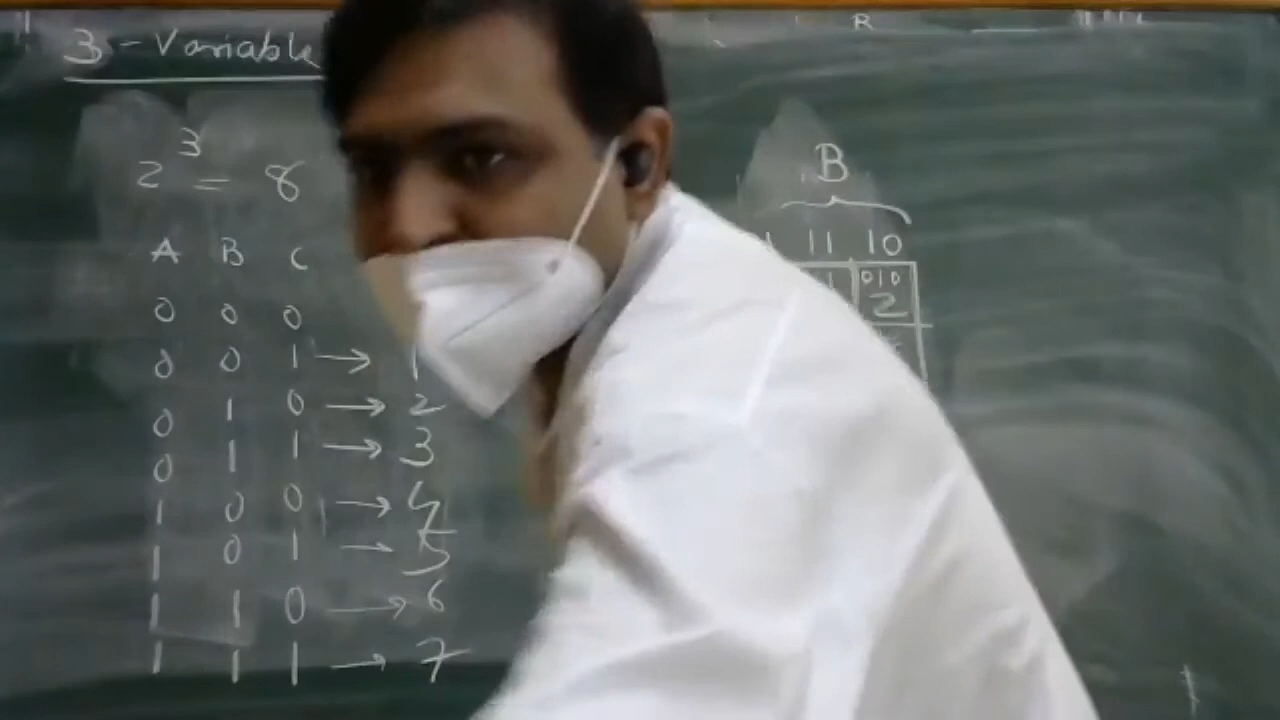 R
3 - Variable
2³ = 8
B
A B C
11 10
0 0 0
010
2
0 0 1 → 1
0 1 0 → 2
0 1 1 → 3
1 0 0 → 4
1 0 1 → 5
1 1 0 → 6
1 1 1 → 7